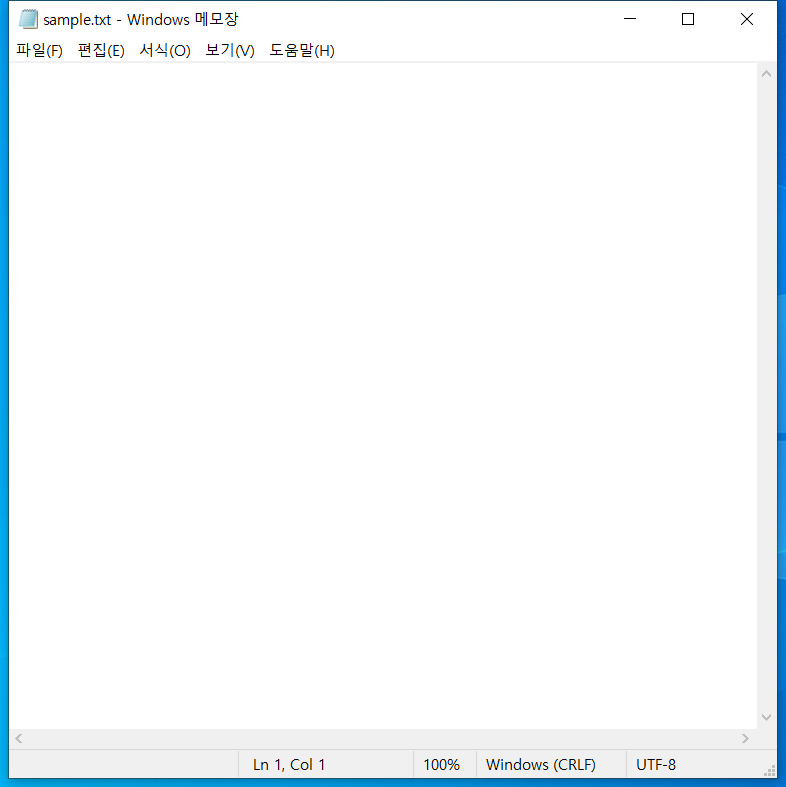 sample.txt - Windows 메모장
파일(F) 편집(E) 서식(O) 보기(V) 도움말(H)
Ln 1, Col 1 100% Windows (CRLF) UTF-8